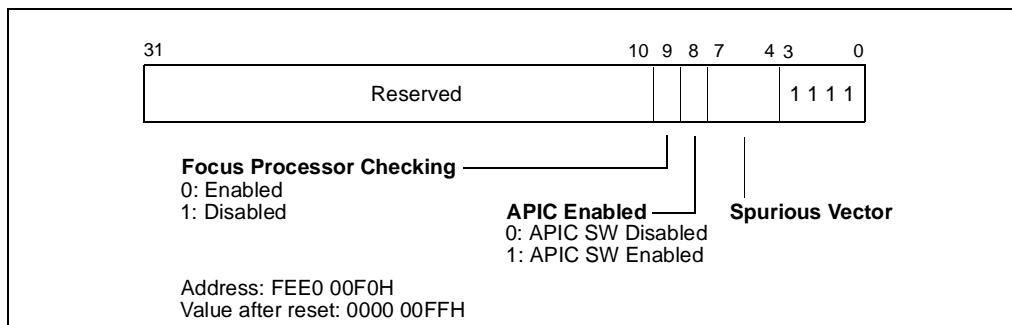 31 10 9 8 7 4 3 0
Reserved 1 1 1 1
Focus Processor Checking
0: Enabled
1: Disabled
APIC Enabled Spurious Vector
0: APIC SW Disabled
1: APIC SW Enabled
Address: FEE0 00F0H
Value after reset: 0000 00FFH